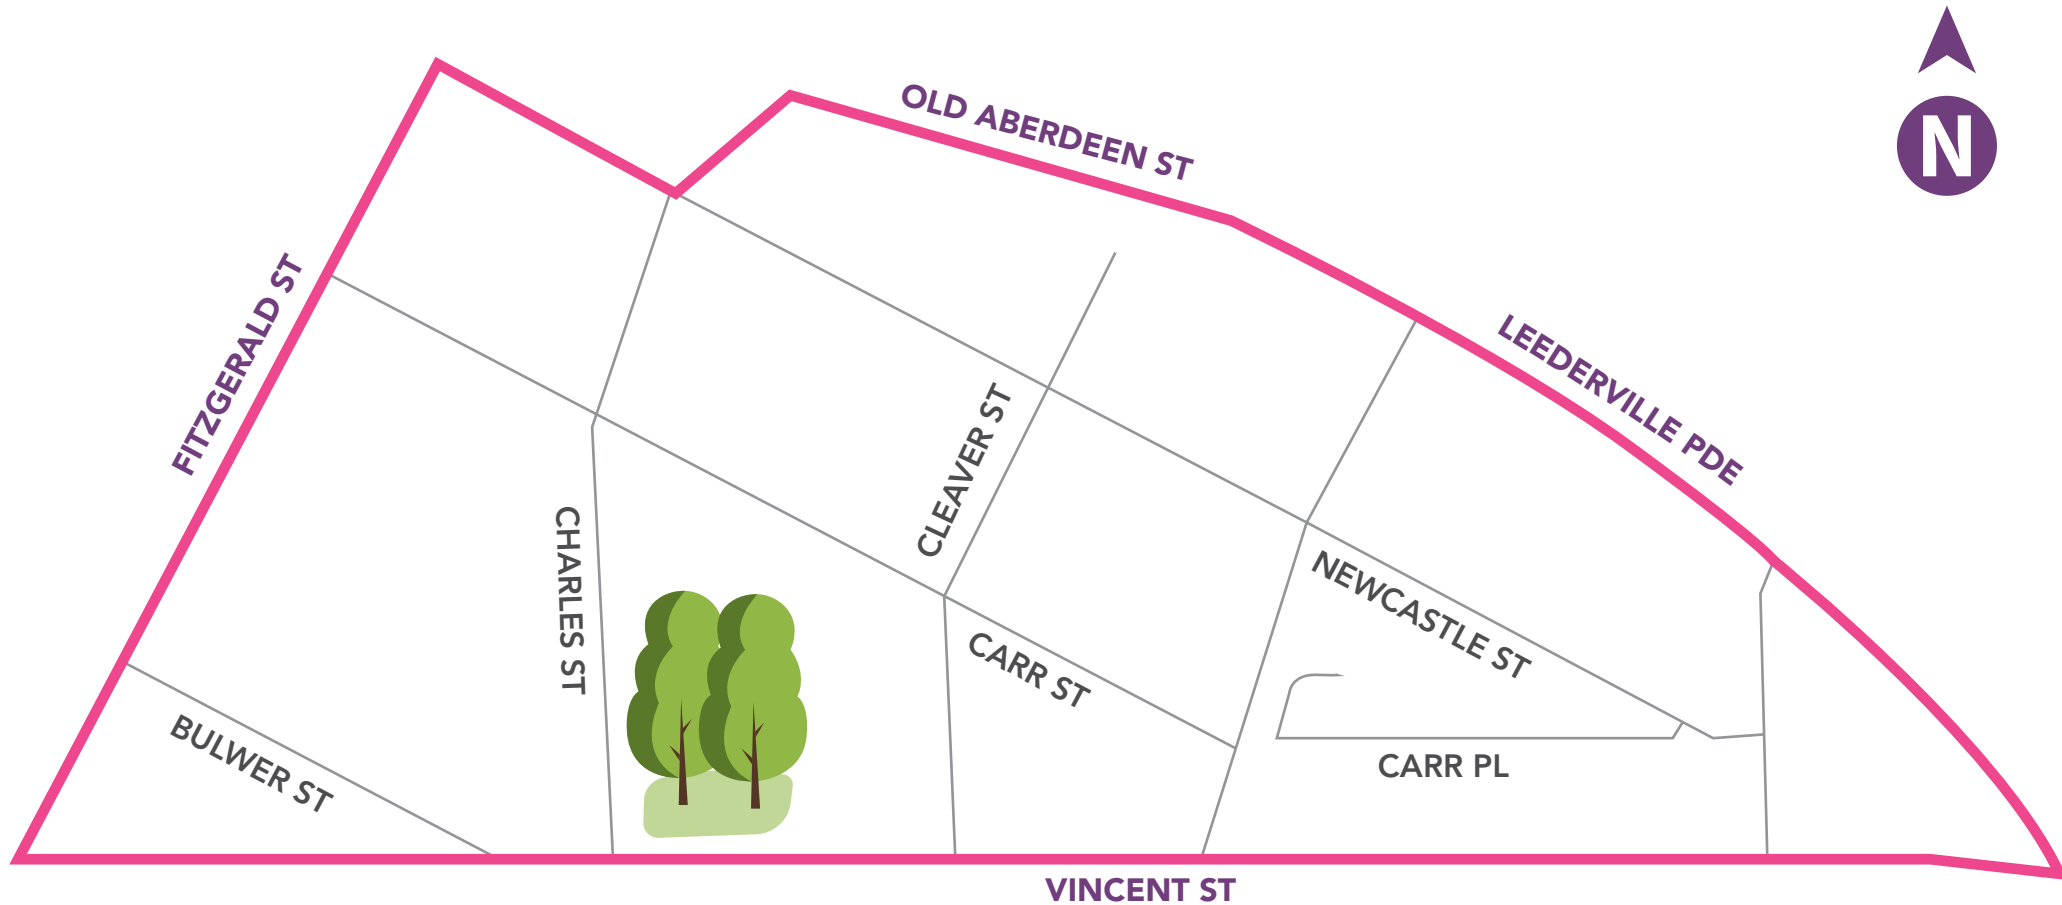 OLD ABERDEEN ST
N
FITZGERALD ST
LEEDERVILLE PDE
CLEAVER ST
CHARLES ST
NEWCASTLE ST
CARR ST
BULWER ST
CARR PL
VINCENT ST